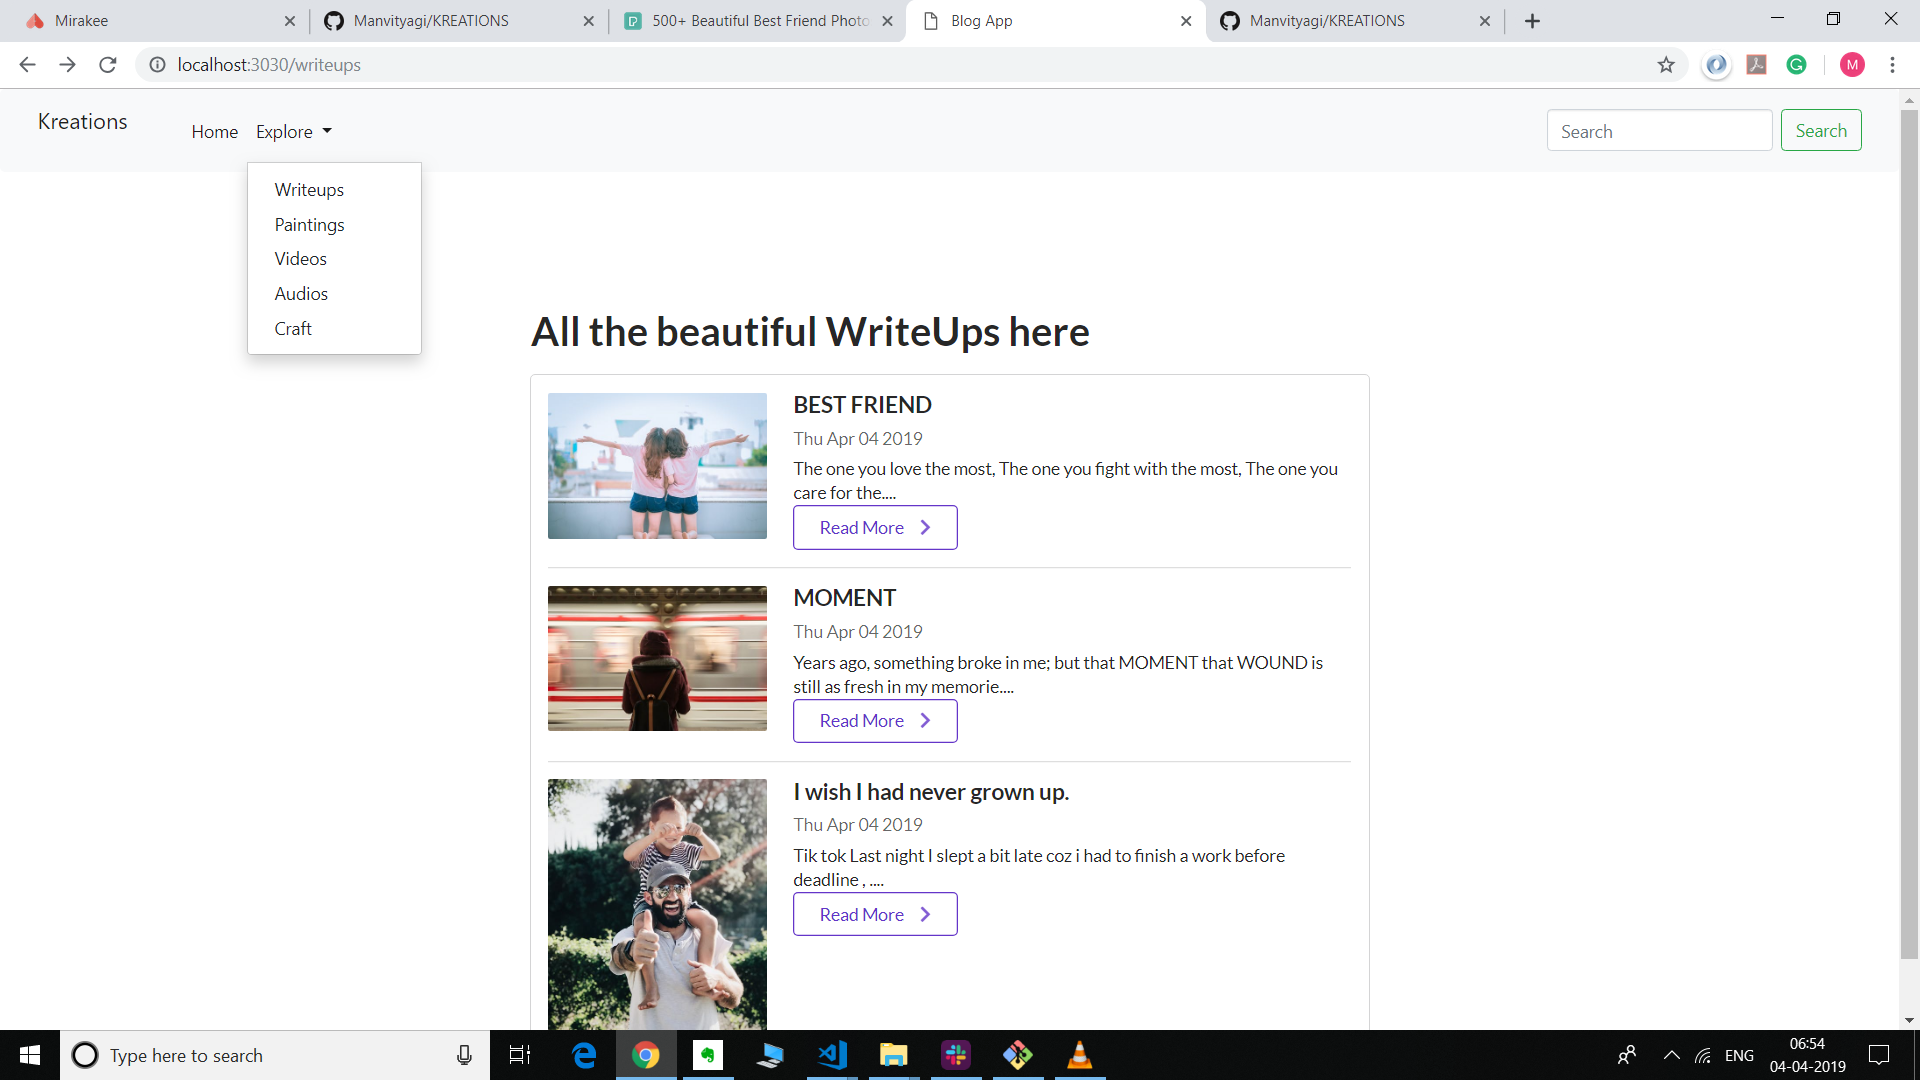 Mirakee
Manvityagi/KREATIONS
500+ Beautiful Best Friend Photo
Blog App
Manvityagi/KREATIONS
localhost:3030/writeups
M
Kreations
Home
Explore
Search
Search
Writeups
Paintings
Videos
Audios
Craft
All the beautiful WriteUps here
BEST FRIEND
Thu Apr 04 2019
The one you love the most, The one you fight with the most, The one you
care for the....
Read More
MOMENT
Thu Apr 04 2019
Years ago, something broke in me; but that MOMENT that WOUND is
still as fresh in my memorie....
Read More
I wish I had never grown up.
Thu Apr 04 2019
Tik tok Last night I slept a bit late coz i had to finish a work before
deadline , ....
Read More
Type here to search
ENG
06:54
04-04-2019